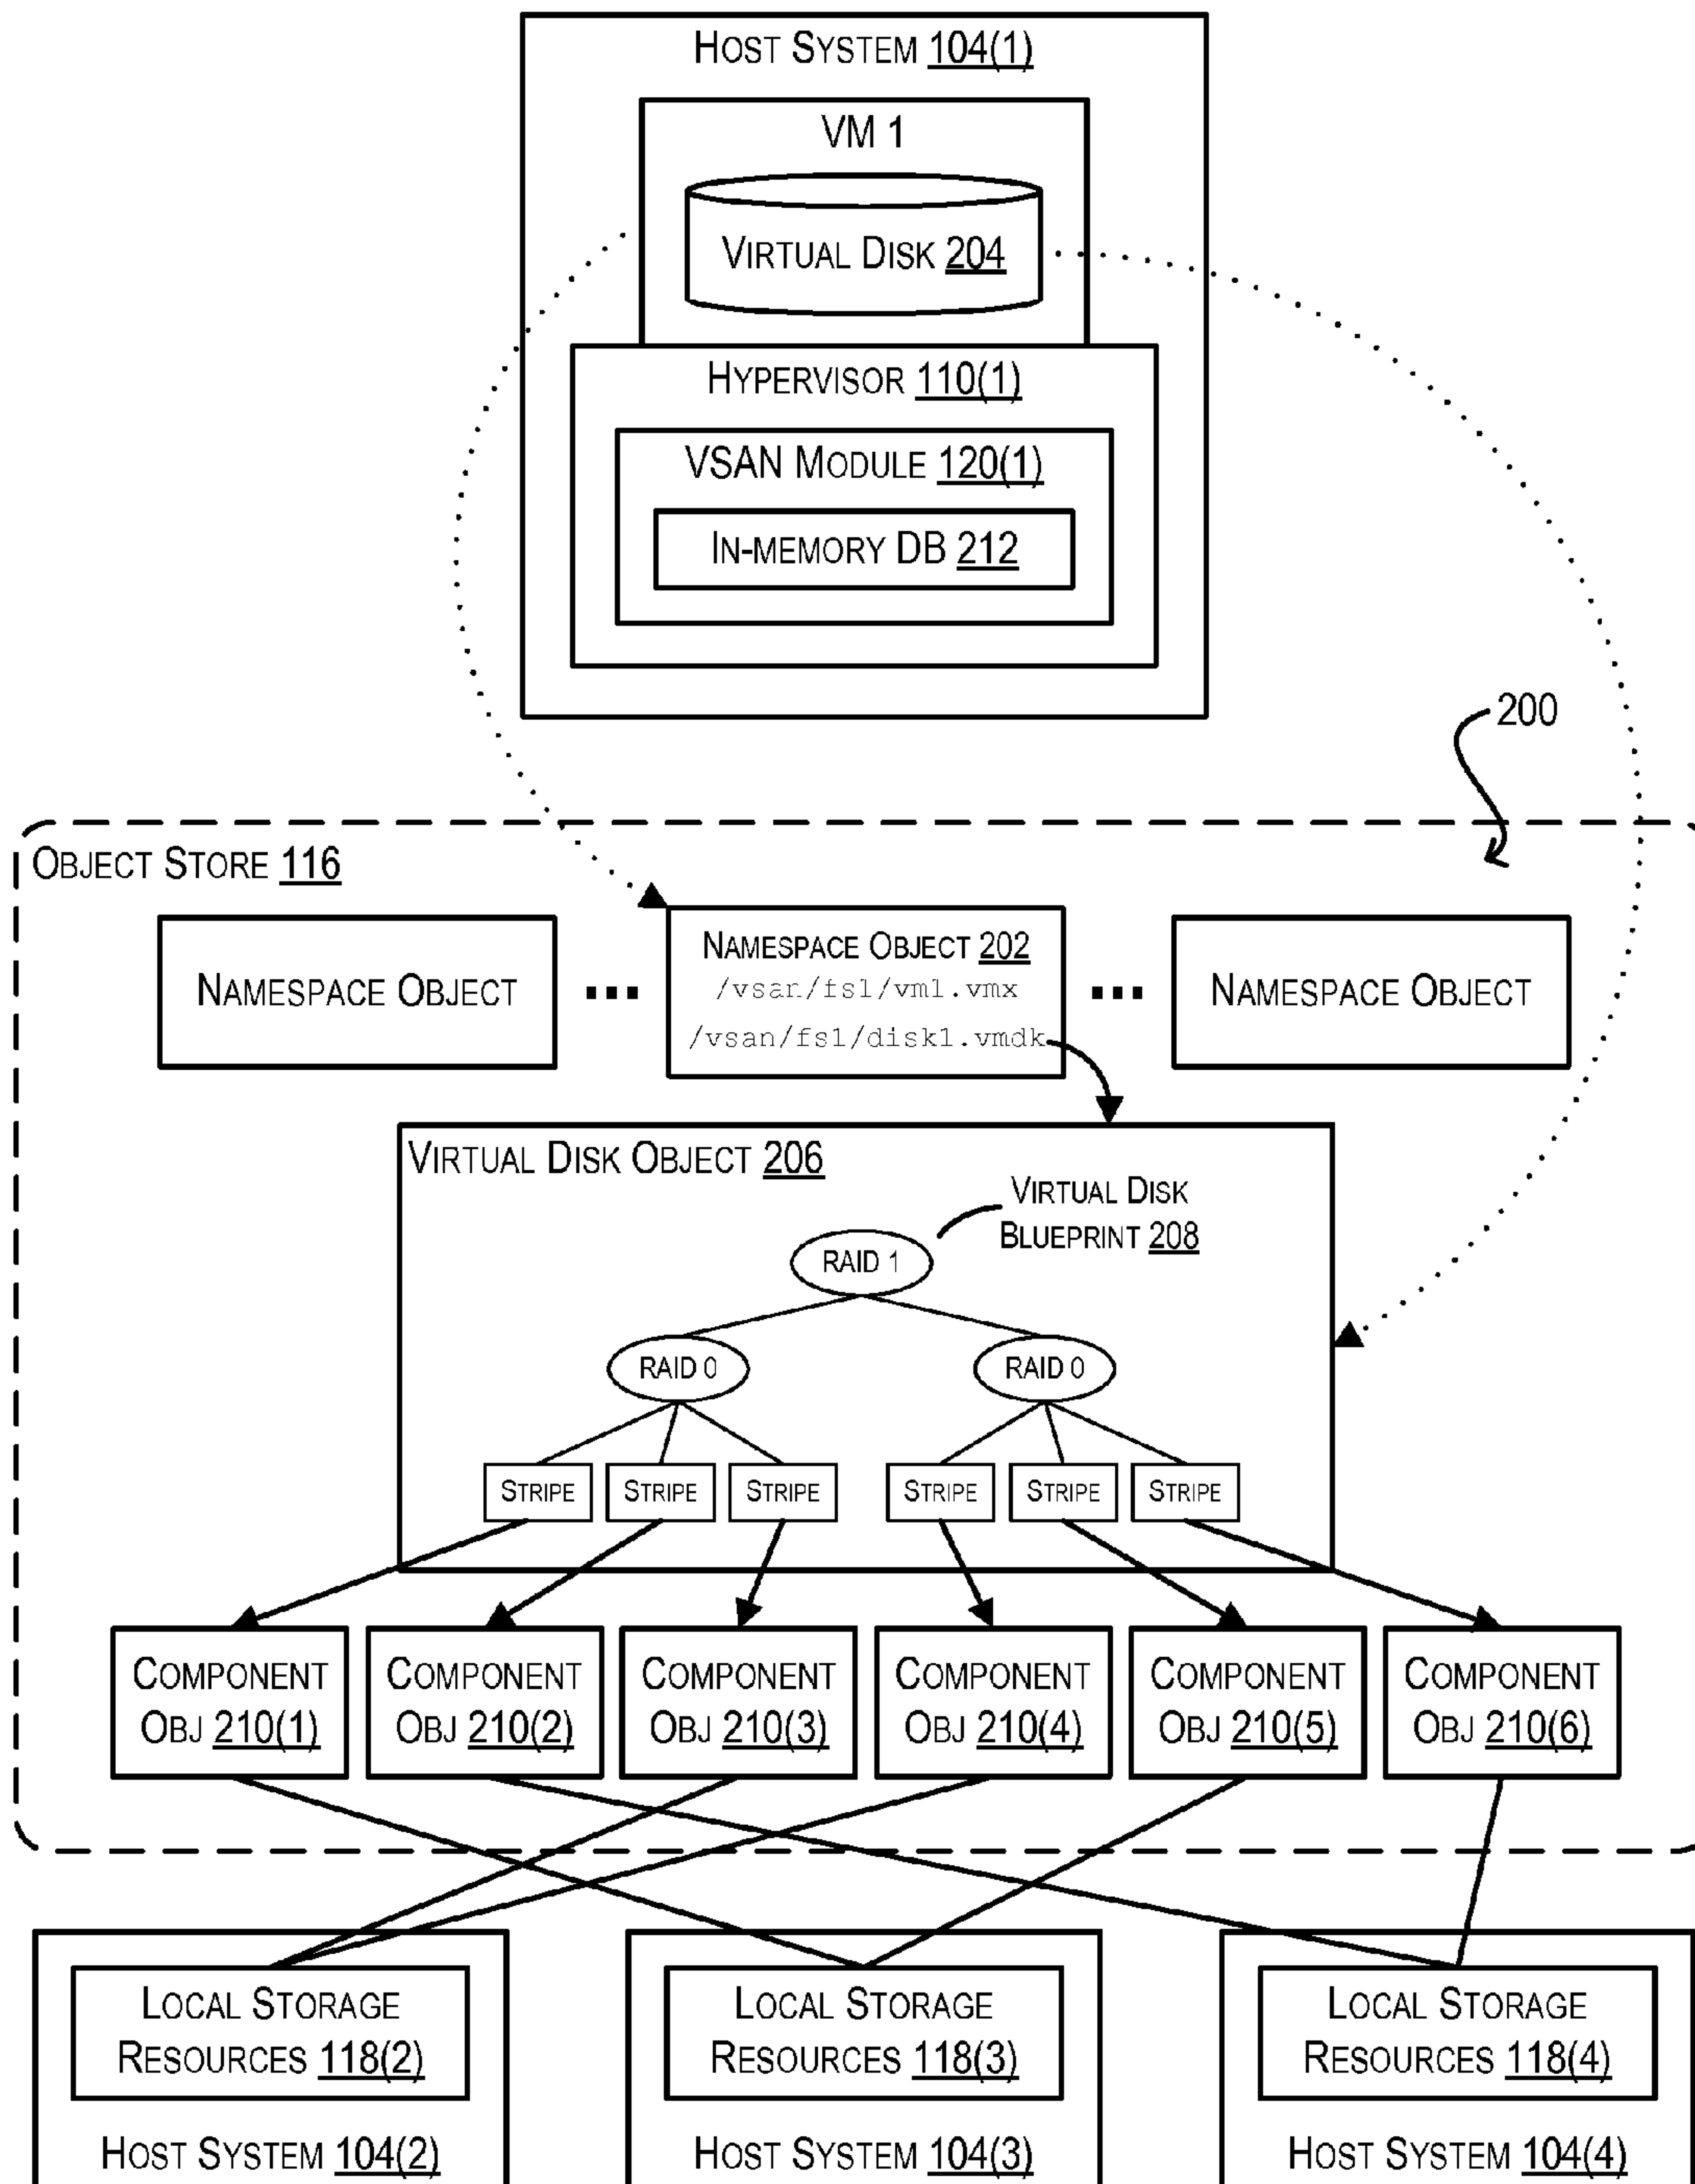 HOST SYSTEM 104(1)
VM 1
VIRTUAL DISK 204
HYPERVISOR 110(1)
VSAN MODULE 120(1)
IN-MEMORY DB 212
200
OBJECT STORE 116
NAMESPACE OBJECT
...
NAMESPACE OBJECT 202
/vsan/fs1/vm1.vmx
/vsan/fs1/disk1.vmdk
...
NAMESPACE OBJECT
VIRTUAL DISK OBJECT 206
VIRTUAL DISK
BLUEPRINT 208
RAID 1
RAID 0
RAID 0
STRIPE
STRIPE
STRIPE
STRIPE
STRIPE
STRIPE
COMPONENT
OBJ 210(1)
COMPONENT
OBJ 210(2)
COMPONENT
OBJ 210(3)
COMPONENT
OBJ 210(4)
COMPONENT
OBJ 210(5)
COMPONENT
OBJ 210(6)
LOCAL STORAGE
RESOURCES 118(2)
HOST SYSTEM 104(2)
LOCAL STORAGE
RESOURCES 118(3)
HOST SYSTEM 104(3)
LOCAL STORAGE
RESOURCES 118(4)
HOST SYSTEM 104(4)